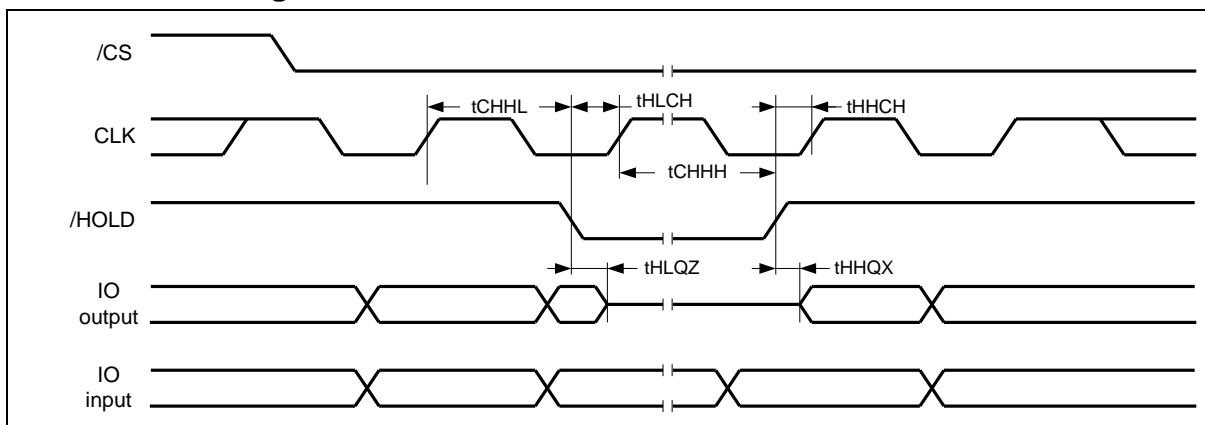 /CS
tCHHL
tHLCH
tHHCH
CLK
tCHHH
/HOLD
tHLQZ
tHHQX
IO
output
IO
input